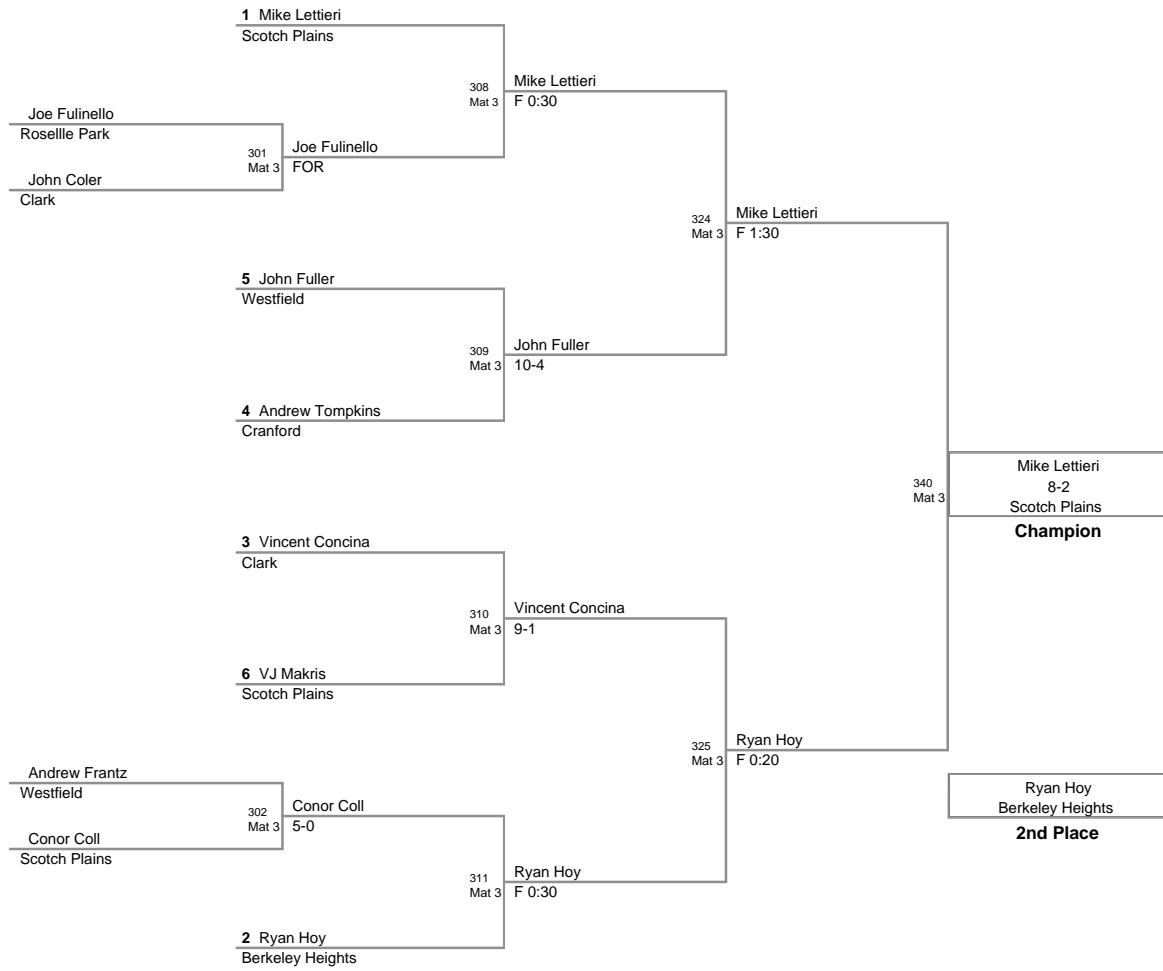 1 Mike Lettieri
Scotch Plains
308
Mat 3
Mike Lettieri
F 0:30
Joe Fulinello
Rosellle Park
301
Mat 3
Joe Fulinello
FOR
John Coler
Clark
324
Mat 3
Mike Lettieri
F 1:30
5 John Fuller
Westfield
309
Mat 3
John Fuller
10-4
4 Andrew Tompkins
Cranford
340
Mat 3
Mike Lettieri
8-2
Scotch Plains
Champion
3 Vincent Concina
Clark
310
Mat 3
Vincent Concina
9-1
6 VJ Makris
Scotch Plains
325
Mat 3
Ryan Hoy
F 0:20
Andrew Frantz
Westfield
302
Mat 3
Conor Coll
5-0
Conor Coll
Scotch Plains
Ryan Hoy
Berkeley Heights
2nd Place
311
Mat 3
Ryan Hoy
F 0:30
2 Ryan Hoy
Berkeley Heights